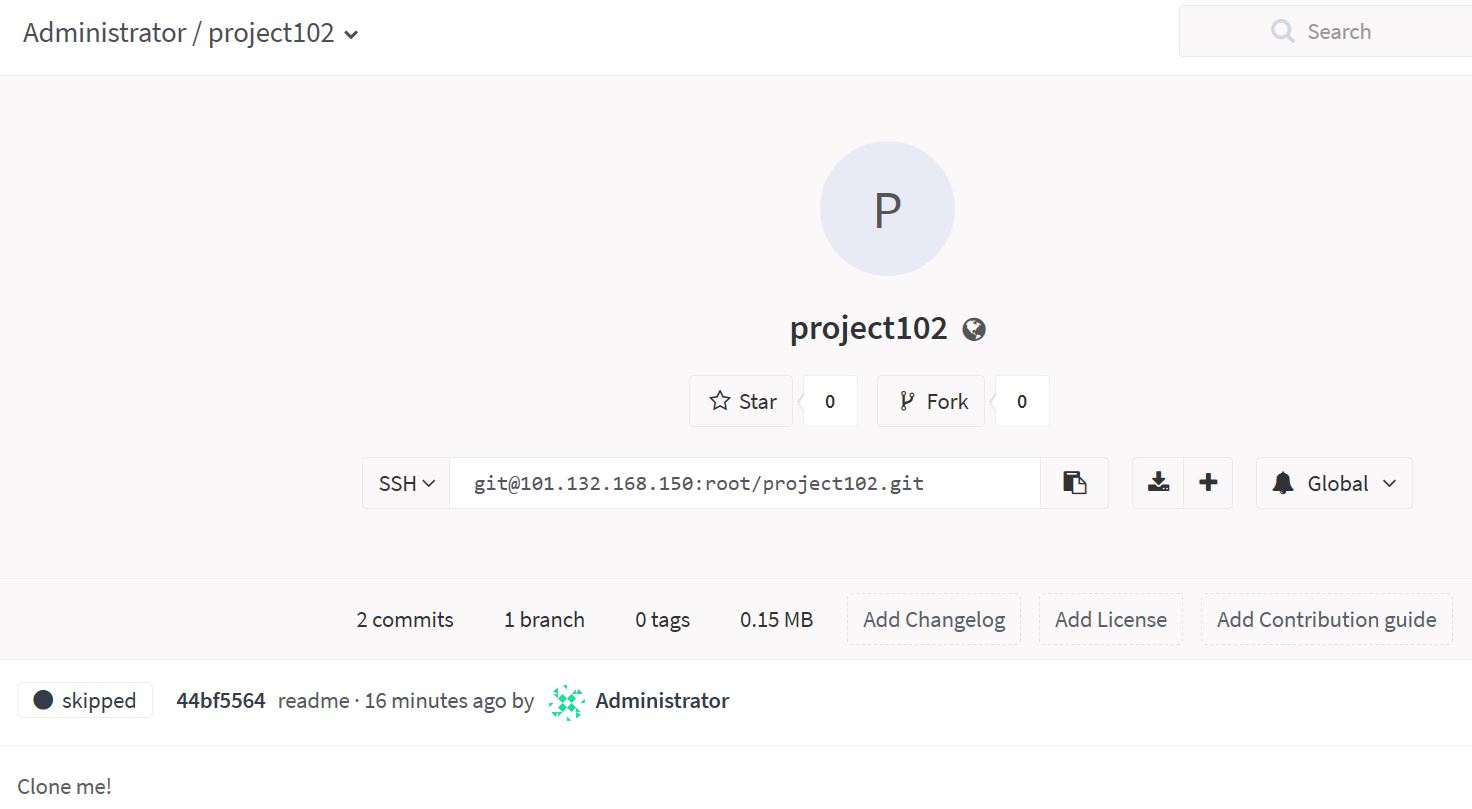 Administrator / project102
Search
P
project102
Star 0 Fork 0
SSH git@101.132.168.150:root/project102.git Global
2 commits 1 branch 0 tags 0.15 MB Add Changelog Add License Add Contribution guide
skipped 44bf5564 readme · 16 minutes ago by Administrator
Clone me!